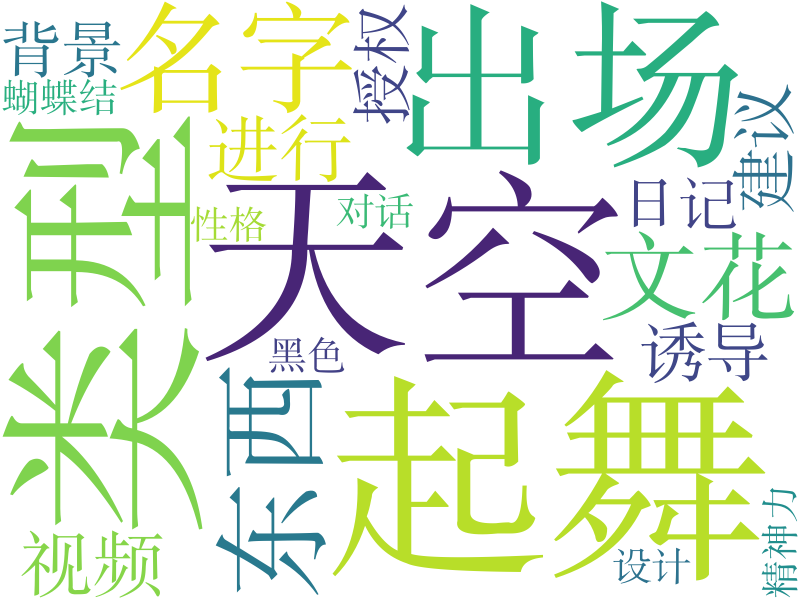 背景
名字
授权
出场
蝴蝶结
建议
进行
类型
天空
性格
对话
日记
文花
黑色
诱导
东西
起舞
视频
设计
精神力